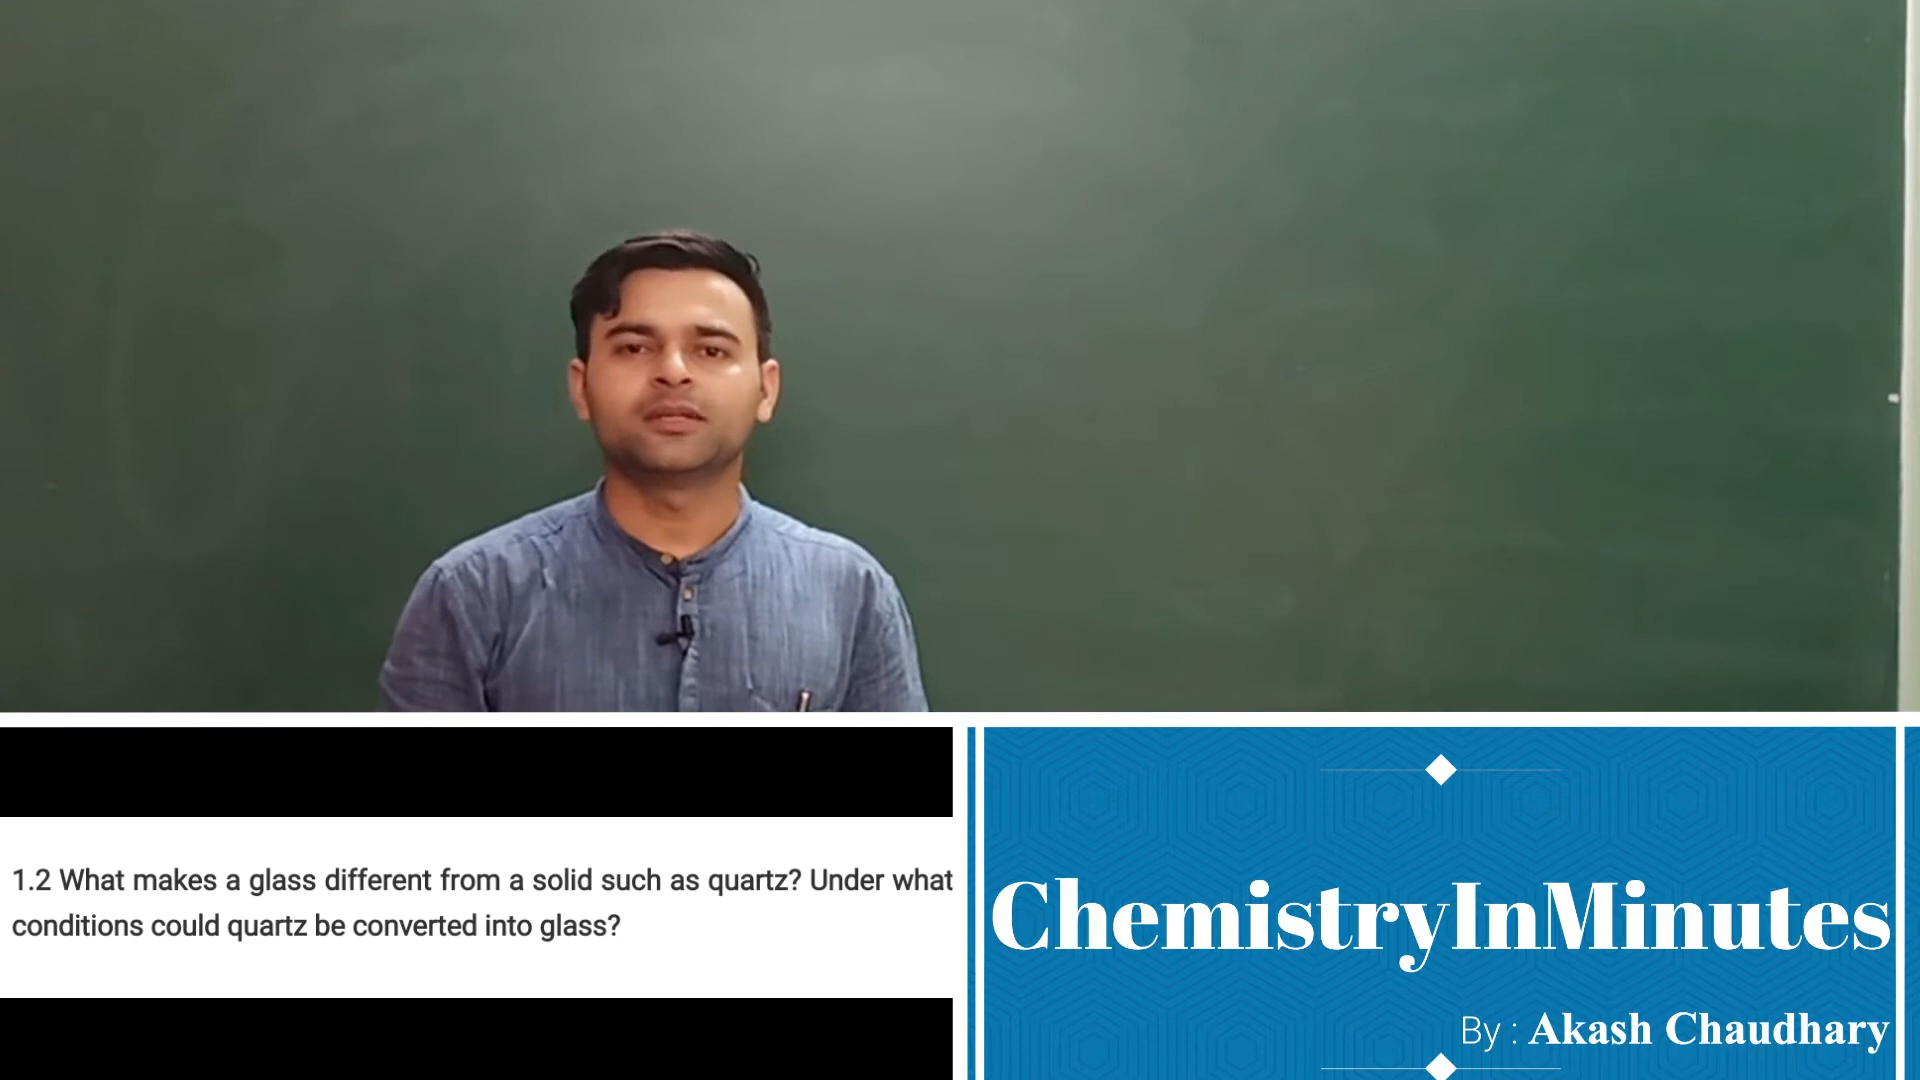 1.2 What makes a glass different from a solid such as quartz? Under what
conditions could quartz be converted into glass?
ChemistryInMinutes
By : Akash Chaudhary